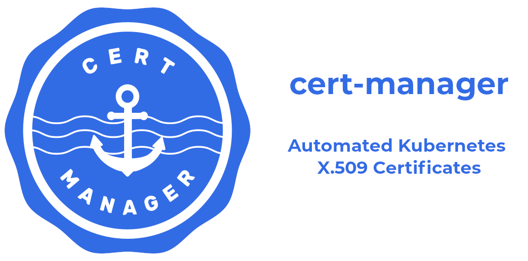 CERT
MANAGER
cert-manager
Automated Kubernetes
X.509 Certificates